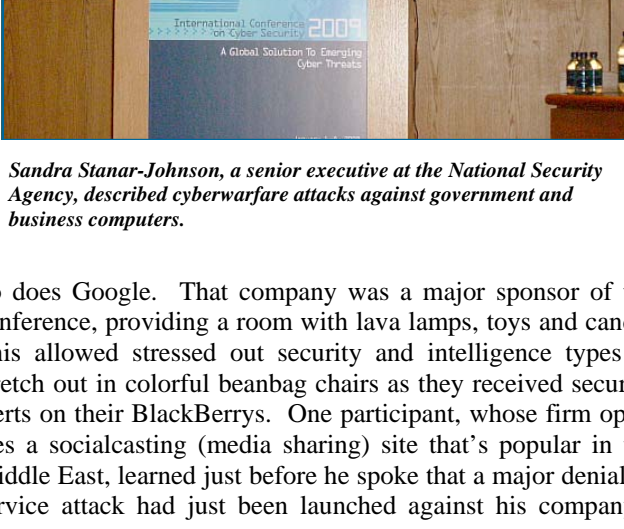 International Conference
on Cyber Security 2009
A Global Solution To Emerging
Cyber Threats
Sandra Stanar-Johnson, a senior executive at the National Security
Agency, described cyberwarfare attacks against government and
business computers.
o does Google. That company was a major sponsor of t
onference, providing a room with lava lamps, toys and cand
his allowed stressed out security and intelligence types
retch out in colorful beanbag chairs as they received secur
erts on their BlackBerrys. One participant, whose firm op
es a socialcasting (media sharing) site that's popular in t
iddle East, learned just before he spoke that a major denial
ervice attack had just been launched against his compan